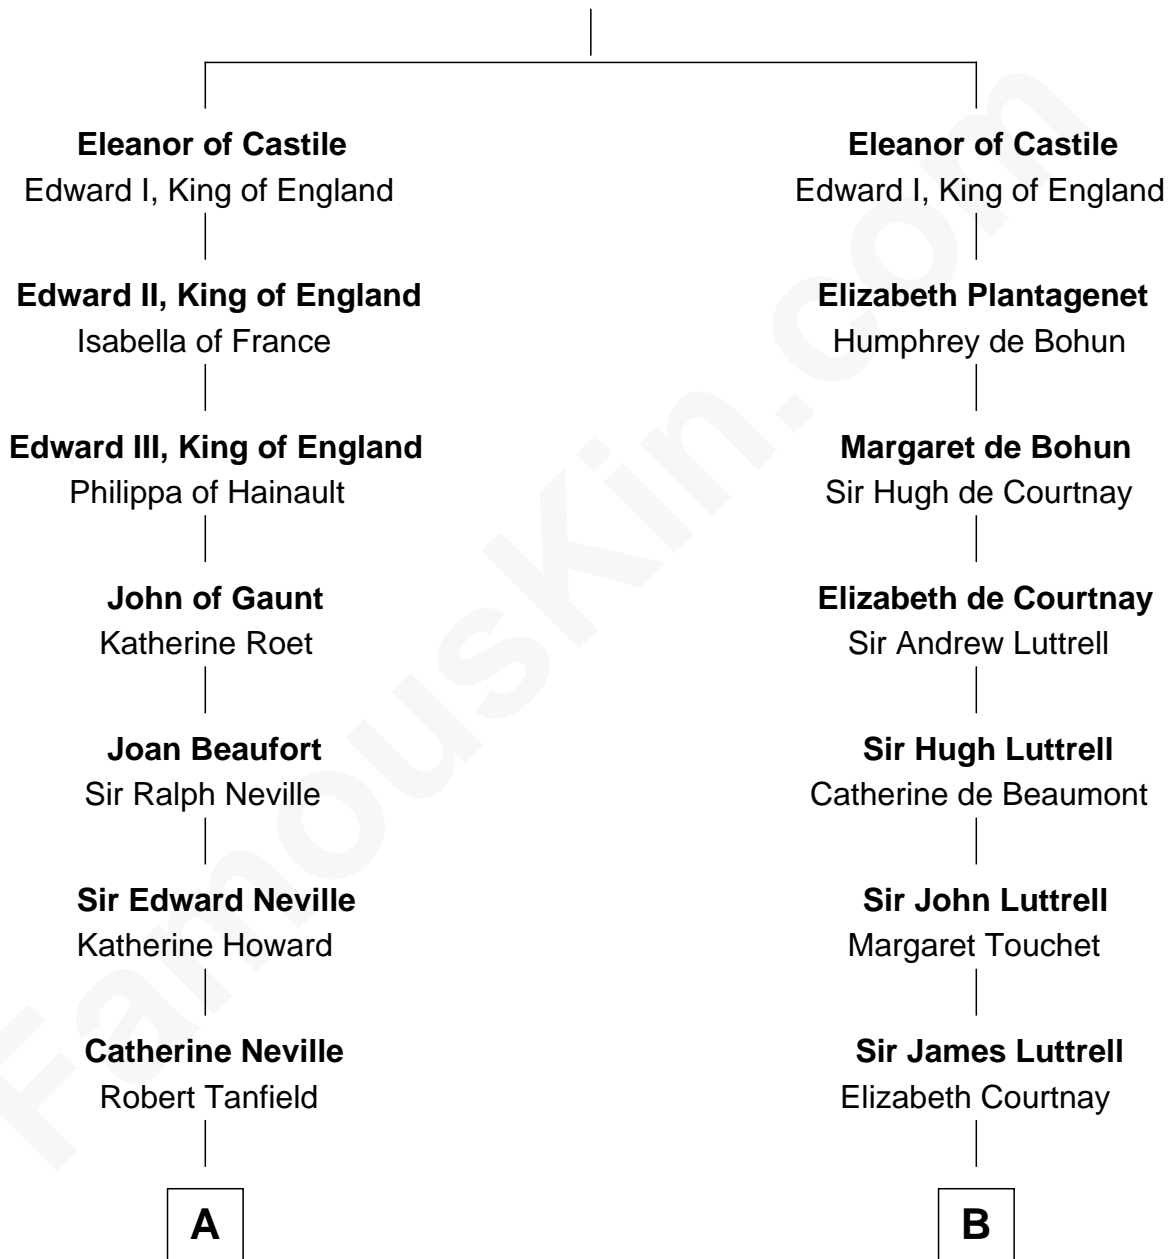 Eleanor of Castile
Edward I, King of England
Edward II, King of England
Isabella of France
Edward III, King of England
Philippa of Hainault
John of Gaunt
Katherine Roet
Joan Beaufort
Sir Ralph Neville
Sir Edward Neville
Katherine Howard
Catherine Neville
Robert Tanfield
A
Eleanor of Castile
Edward I, King of England
Elizabeth Plantagenet
Humphrey de Bohun
Margaret de Bohun
Sir Hugh de Courtnay
Elizabeth de Courtnay
Sir Andrew Luttrell
Sir Hugh Luttrell
Catherine de Beaumont
Sir John Luttrell
Margaret Touchet
Sir James Luttrell
Elizabeth Courtnay
B
FamousKin.com